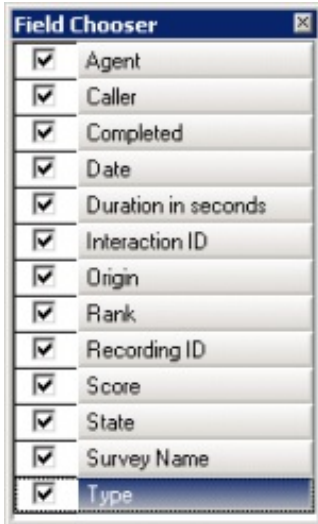 Field Chooser
Agent
Caller
Completed
Date
Duration in seconds
Interaction ID
Origin
Rank
Recording ID
Score
State
Survey Name
Type